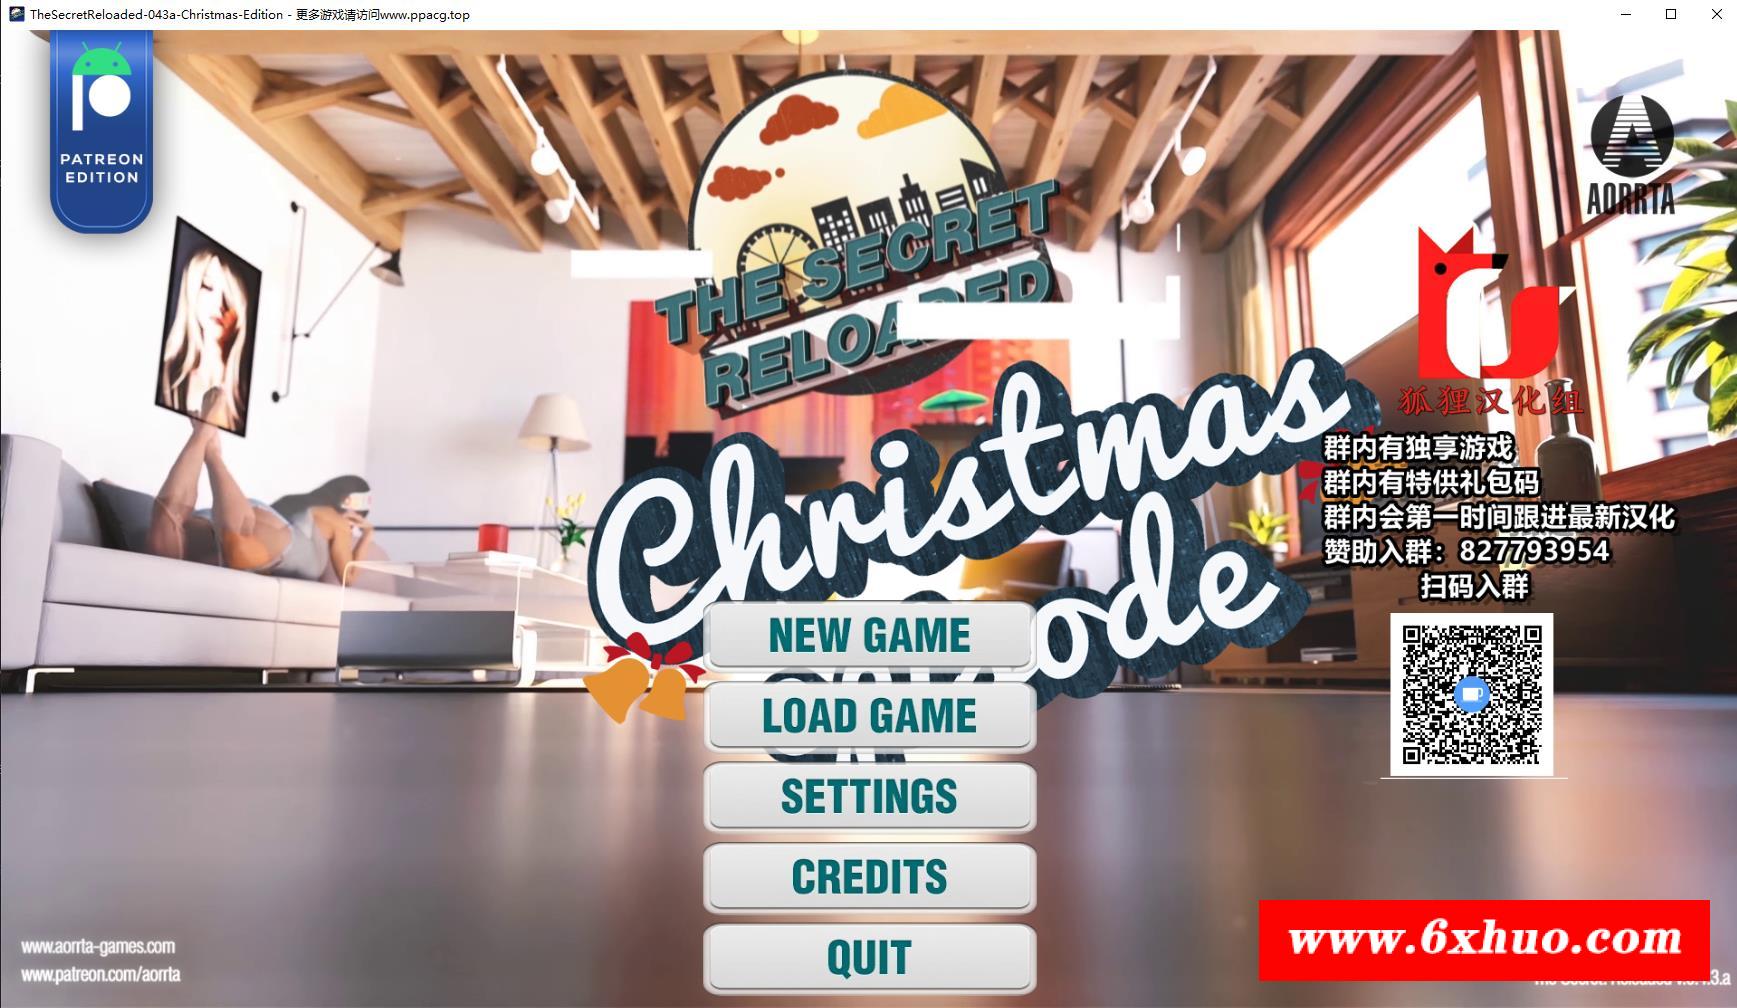 TheSecretReloaded-043a-Christmas-Edition - 更多游戏请访问www.ppacg.top
PATREON
EDITION
AORRTA
THE SECRET
RELOADED
狐狸汉化组
Christmas
群内有独享游戏
群内有特供礼包码
群内会第一时间跟进最新汉化
赞助入群：827793954
扫码入群
NEW GAME
LOAD GAME
SETTINGS
CREDITS
QUIT
www.aorrta-games.com
www.patreon.com/aorrta
www.6xhuo.com